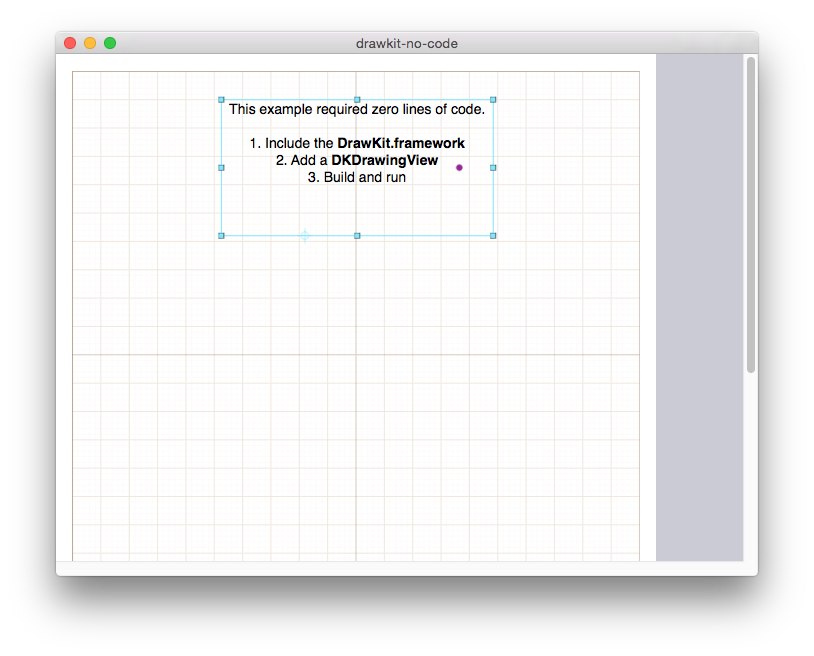 drawkit-no-code
This example required zero lines of code.
1. Include the DrawKit.framework
2. Add a DKDrawingView
3. Build and run